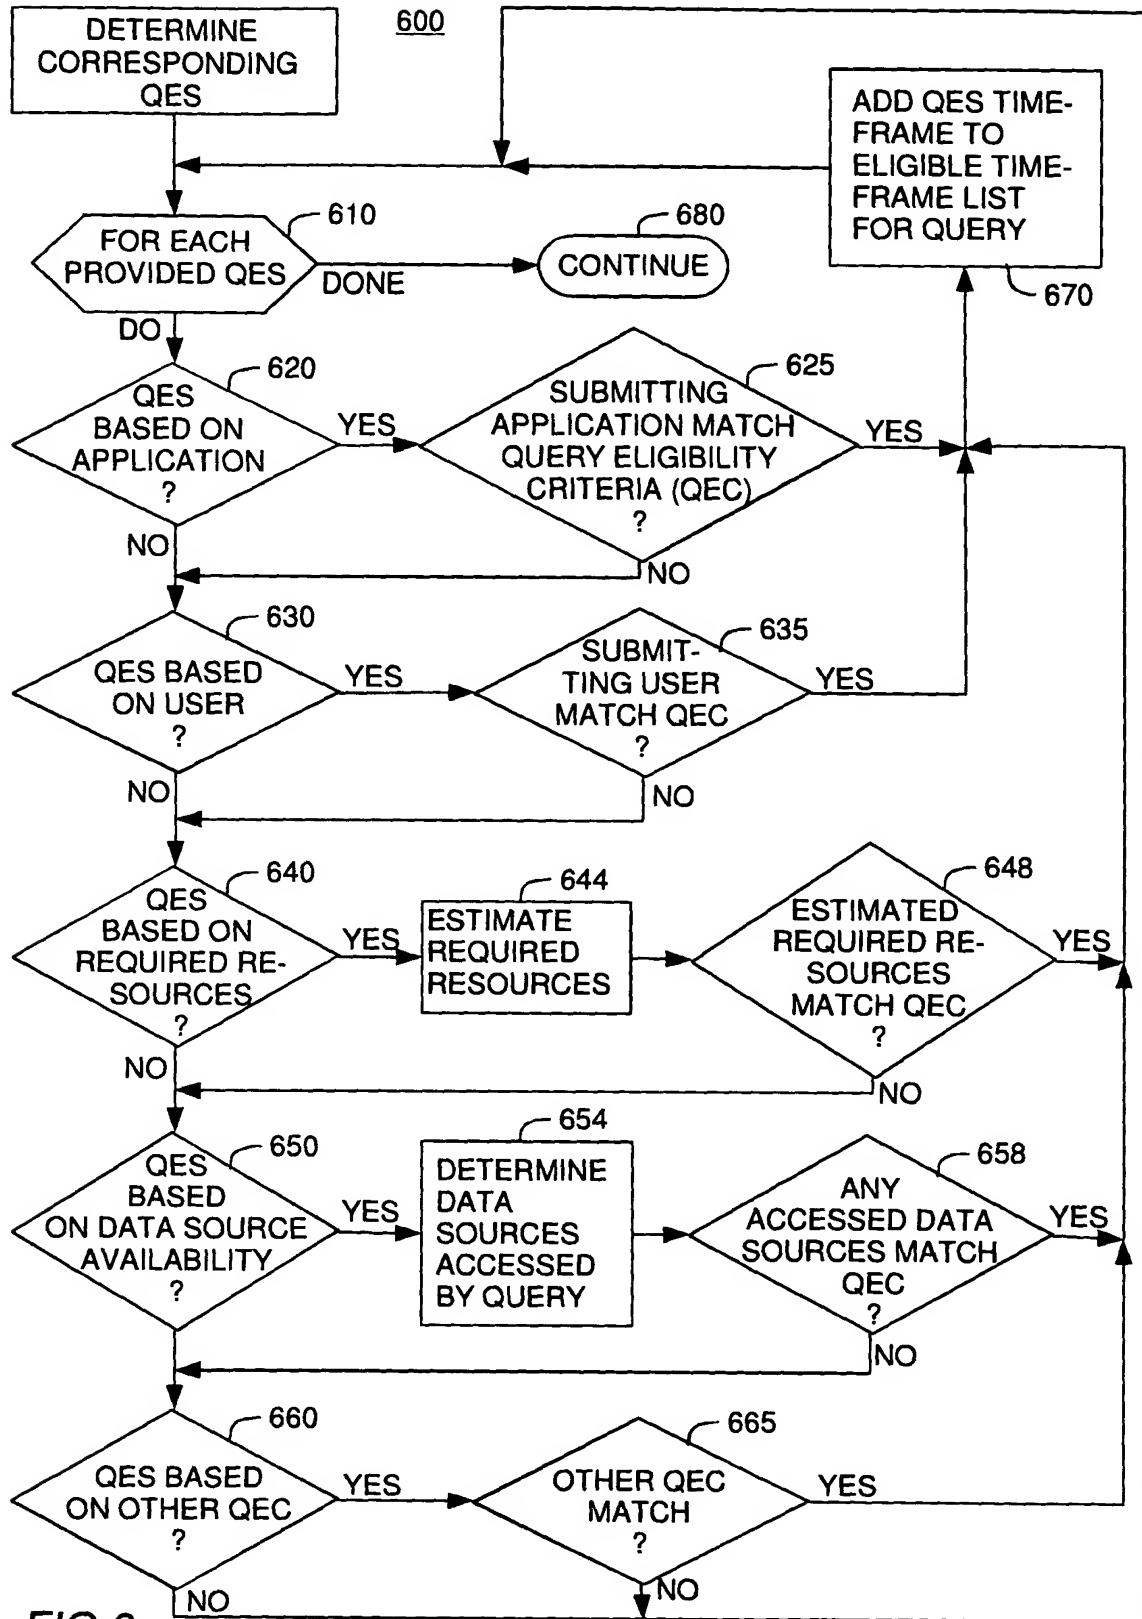 600
DETERMINE
CORRESPONDING
QES
ADD QES TIME-
FRAME TO
ELIGIBLE TIME-
FRAME LIST
FOR QUERY
670
610
FOR EACH
PROVIDED QES
DONE
DO
680
CONTINUE
620
QES
BASED ON
APPLICATION
?
YES
NO
625
SUBMITTING
APPLICATION MATCH
QUERY ELIGIBILITY
CRITERIA (QEC)
?
YES
NO
630
QES BASED
ON USER
?
YES
NO
635
SUBMIT-
TING USER
MATCH QEC
?
YES
NO
640
QES
BASED ON
REQUIRED RE-
SOURCES
?
YES
NO
644
ESTIMATE
REQUIRED
RESOURCES
648
ESTIMATED
REQUIRED RE-
SOURCES
MATCH QEC
?
YES
NO
650
QES
BASED
ON DATA SOURCE
AVAILABILITY
?
YES
654
DETERMINE
DATA
SOURCES
ACCESSED
BY QUERY
658
ANY
ACCESSED DATA
SOURCES MATCH
QEC
?
YES
NO
660
QES BASED
ON OTHER QEC
?
YES
NO
665
OTHER QEC
MATCH
?
YES
NO